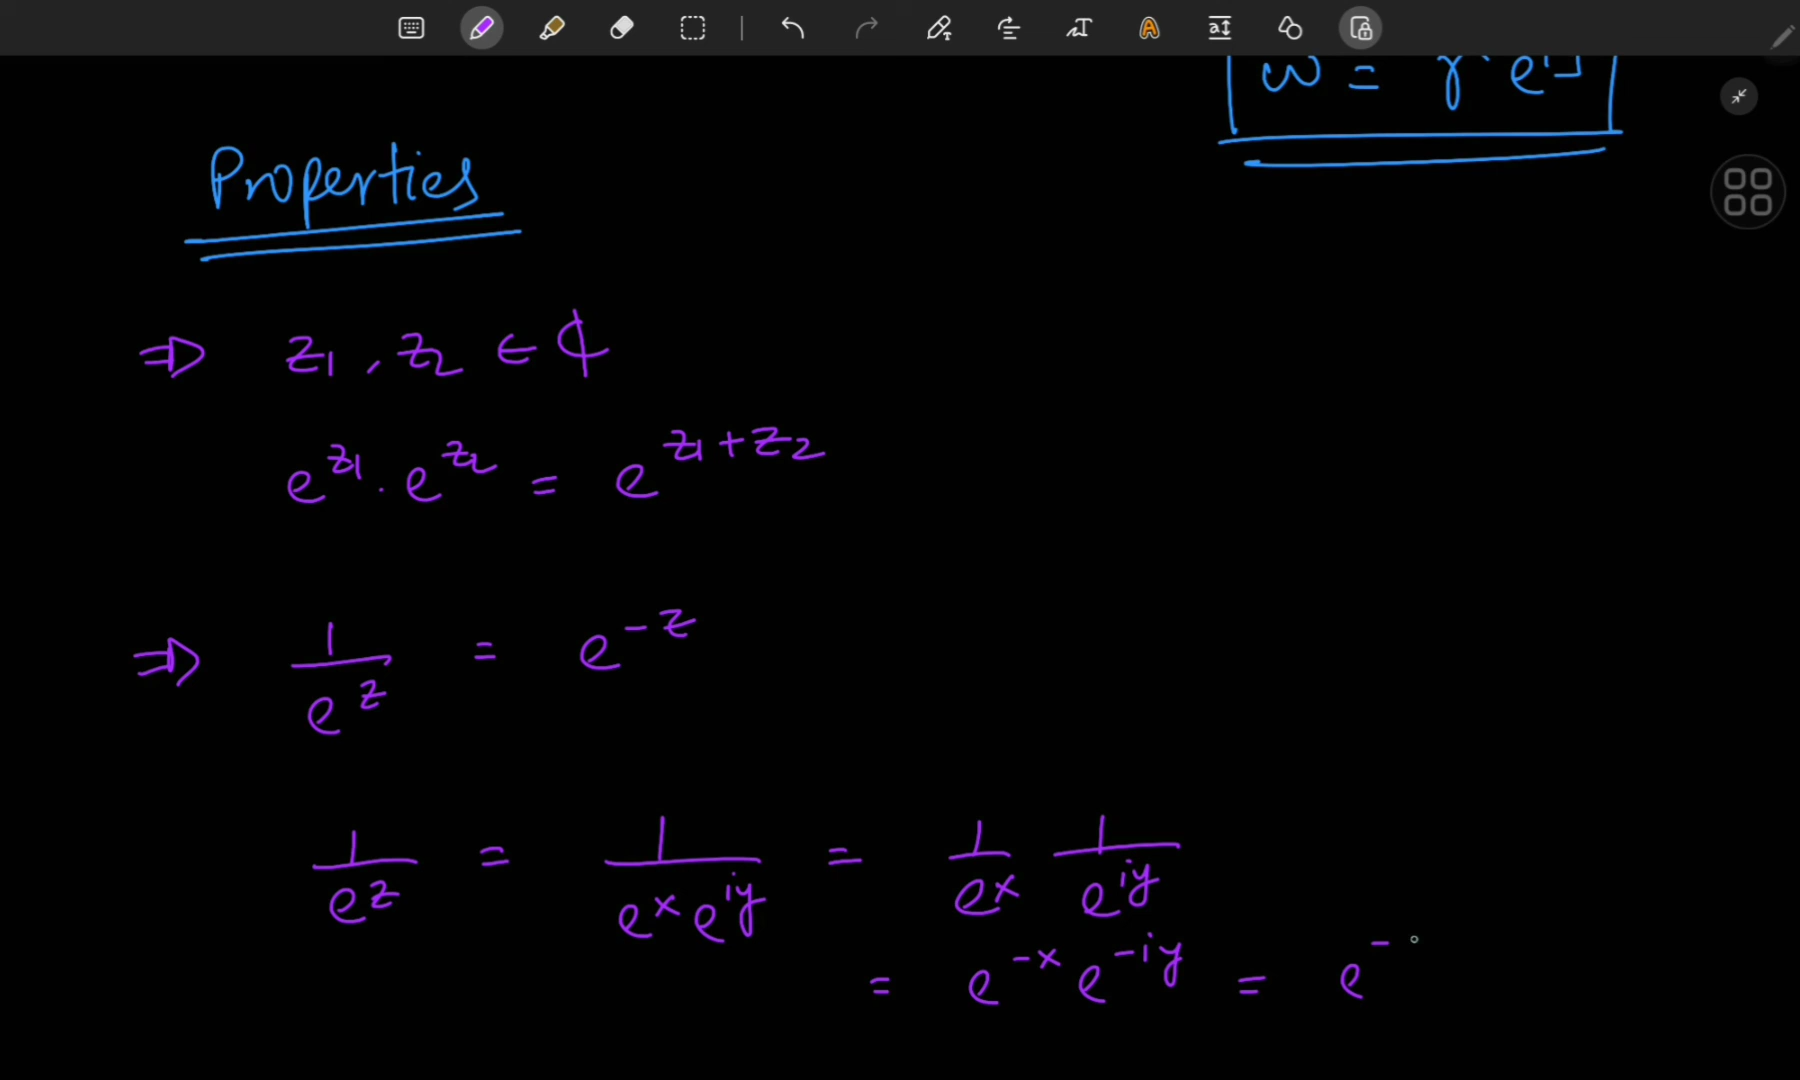 ω = r e^i
Properties
⇒ z₁, z₂ ∈ ℂ
e^z₁ · e^z₂ = e^(z₁+z₂)
⇒ 1/e^z = e^-z
1/e^z = 1/(e^x e^iy) = 1/e^x 1/e^iy
= e^-x e^-iy = e^-